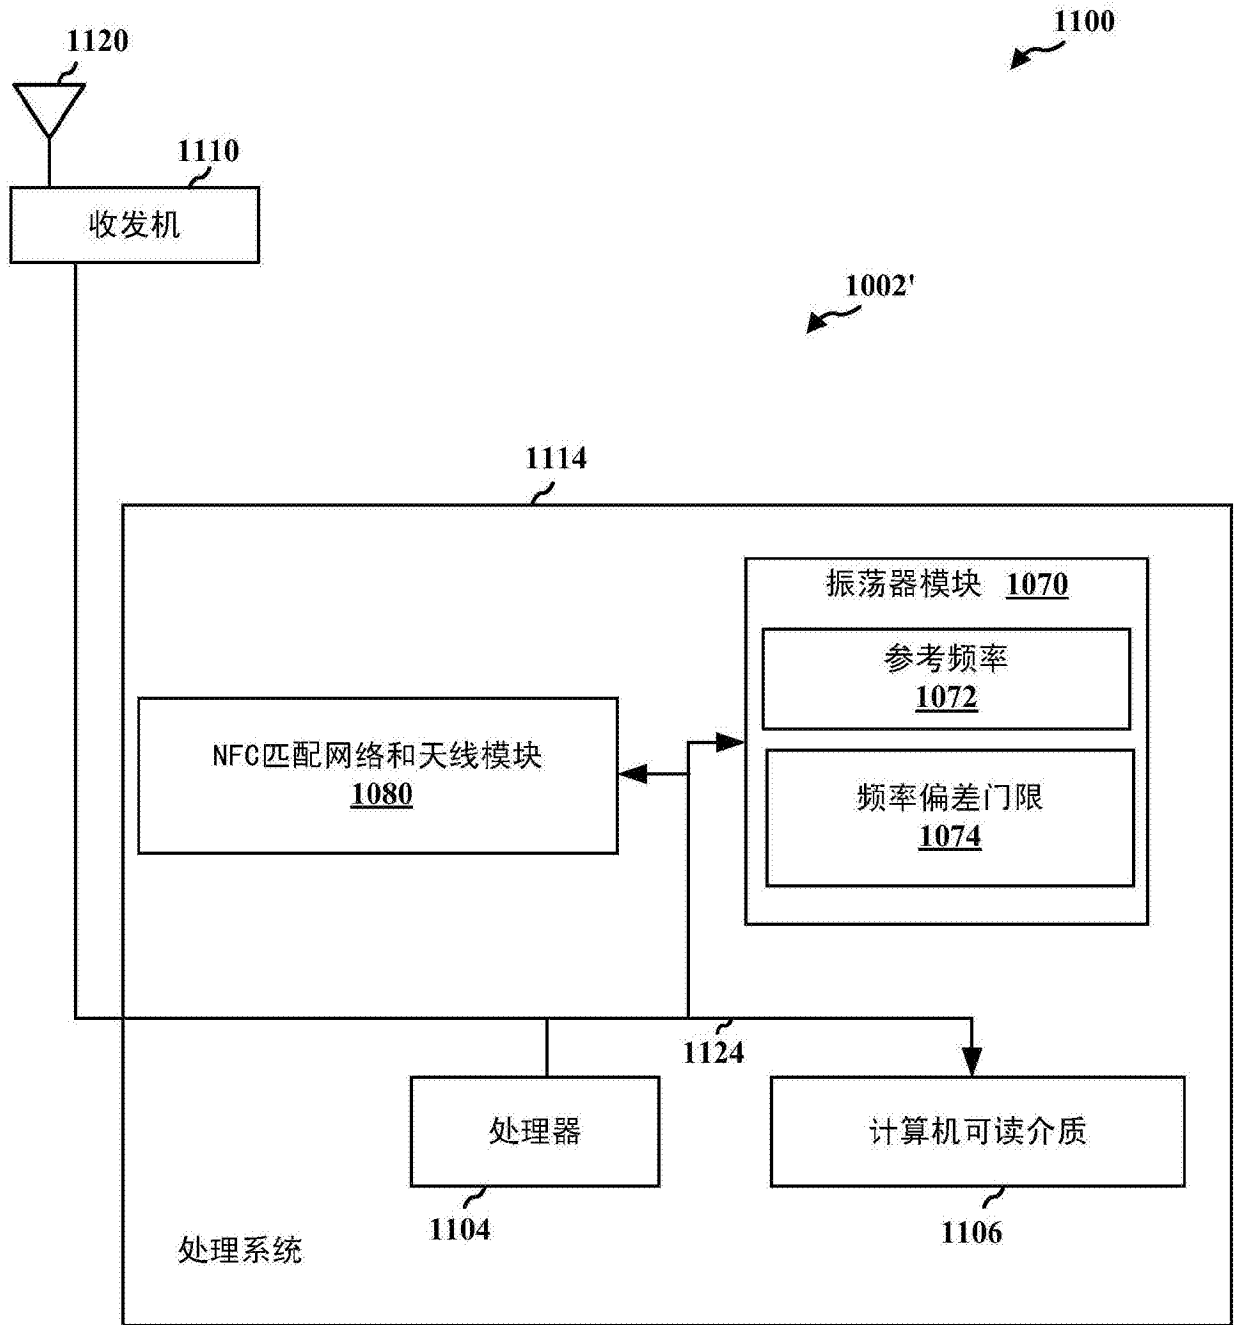 1100
1120
1110
收发机
1002'
1114
振荡器模块 1070
参考频率
1072
NFC匹配网络和天线模块
1080
频率偏差门限
1074
1124
处理器
计算机可读介质
1104
1106
处理系统